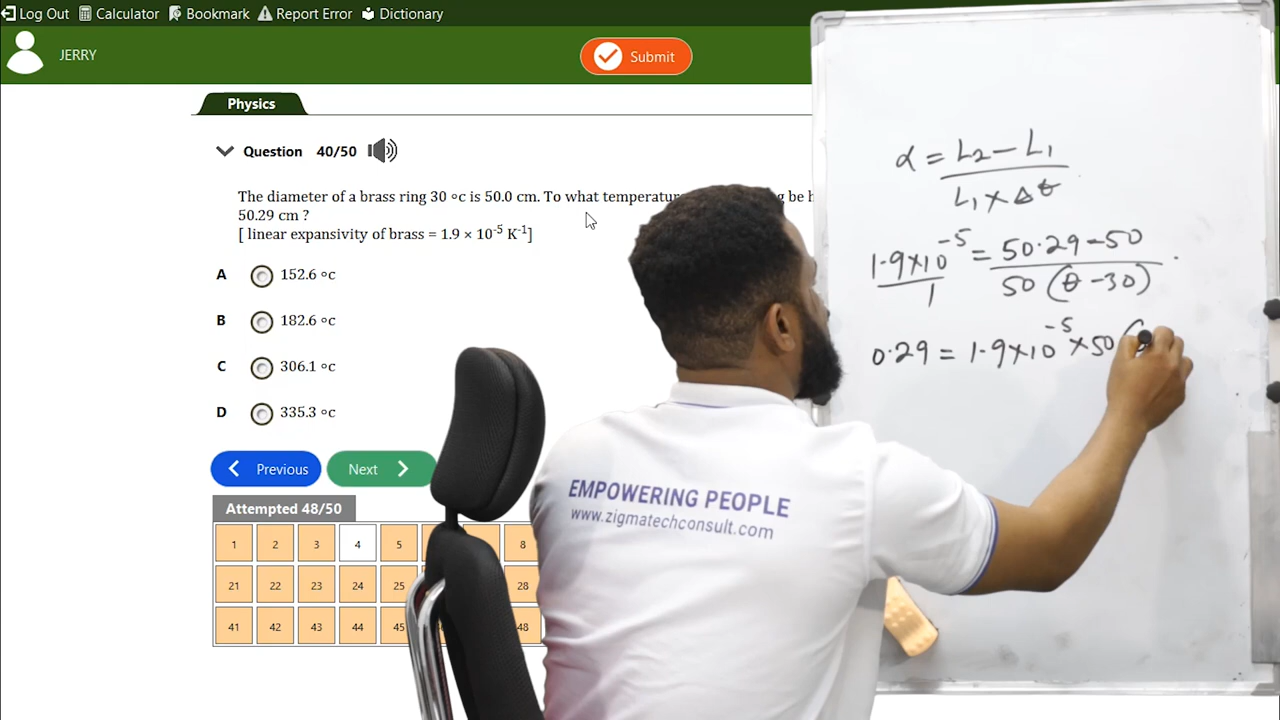 Log Out Calculator Bookmark Report Error Dictionary
JERRY
Submit
Physics
Question 40/50
The diameter of a brass ring 30 ∘c is 50.0 cm. To what
50.29 cm ?
[ linear expansivity of brass = 1.9 × 10⁻⁵ K⁻¹]
A 152.6 ∘c
B 182.6 ∘c
C 306.1 ∘c
D 335.3 ∘c
Previous Next
Attempted 48/50
1 2 3 4 5 8
21 22 23 24 25 28
41 42 43 44 45 48
EMPOWERING PEOPLE
www.zigmatechconsult.com
α = L₂ – L₁
L₁ × Δθ
1.9×10⁻⁵ = 50.29 – 50
1 50 (θ – 30)
0.29 = 1.9×10⁻⁵ × 50 (